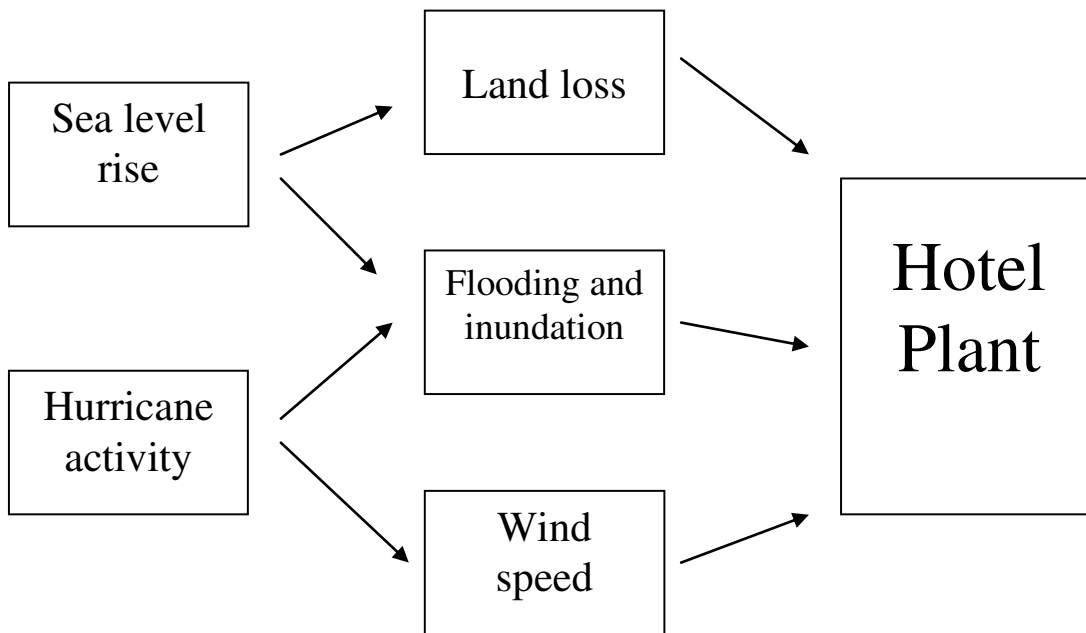 Sea level
rise
Hurricane
activity
Land loss
Flooding and
inundation
Wind
speed
Hotel
Plant